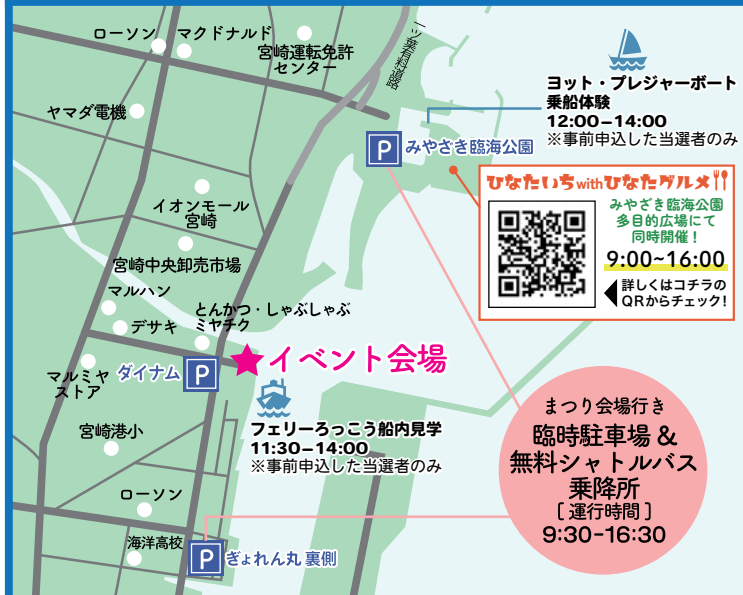 ローソン
マクドナルド
宮崎運転免許
センター
一ツ葉有料道路
ヨット・プレジャーボート
乗船体験
12:00–14:00
※事前申込した当選者のみ
ヤマダ電機
P みやざき臨海公園
ひなたいち with ひなたグルメ
みやざき臨海公園
多目的広場にて
同時開催！
9:00~16:00
詳しくはコチラの
QRからチェック！
イオンモール
宮崎
宮崎中央卸売市場
マルハン
デサキ
とんかつ・しゃぶしゃぶ
ミヤチク
イベント会場
ダイナム P
マルミヤ
ストア
フェリーろっこう船内見学
11:30–14:00
※事前申込した当選者のみ
宮崎港小
まつり会場行き
臨時駐車場 &
無料シャトルバス
乗降所
[ 運行時間 ]
9:30-16:30
ローソン
海洋高校
P ぎょれん丸 裏側